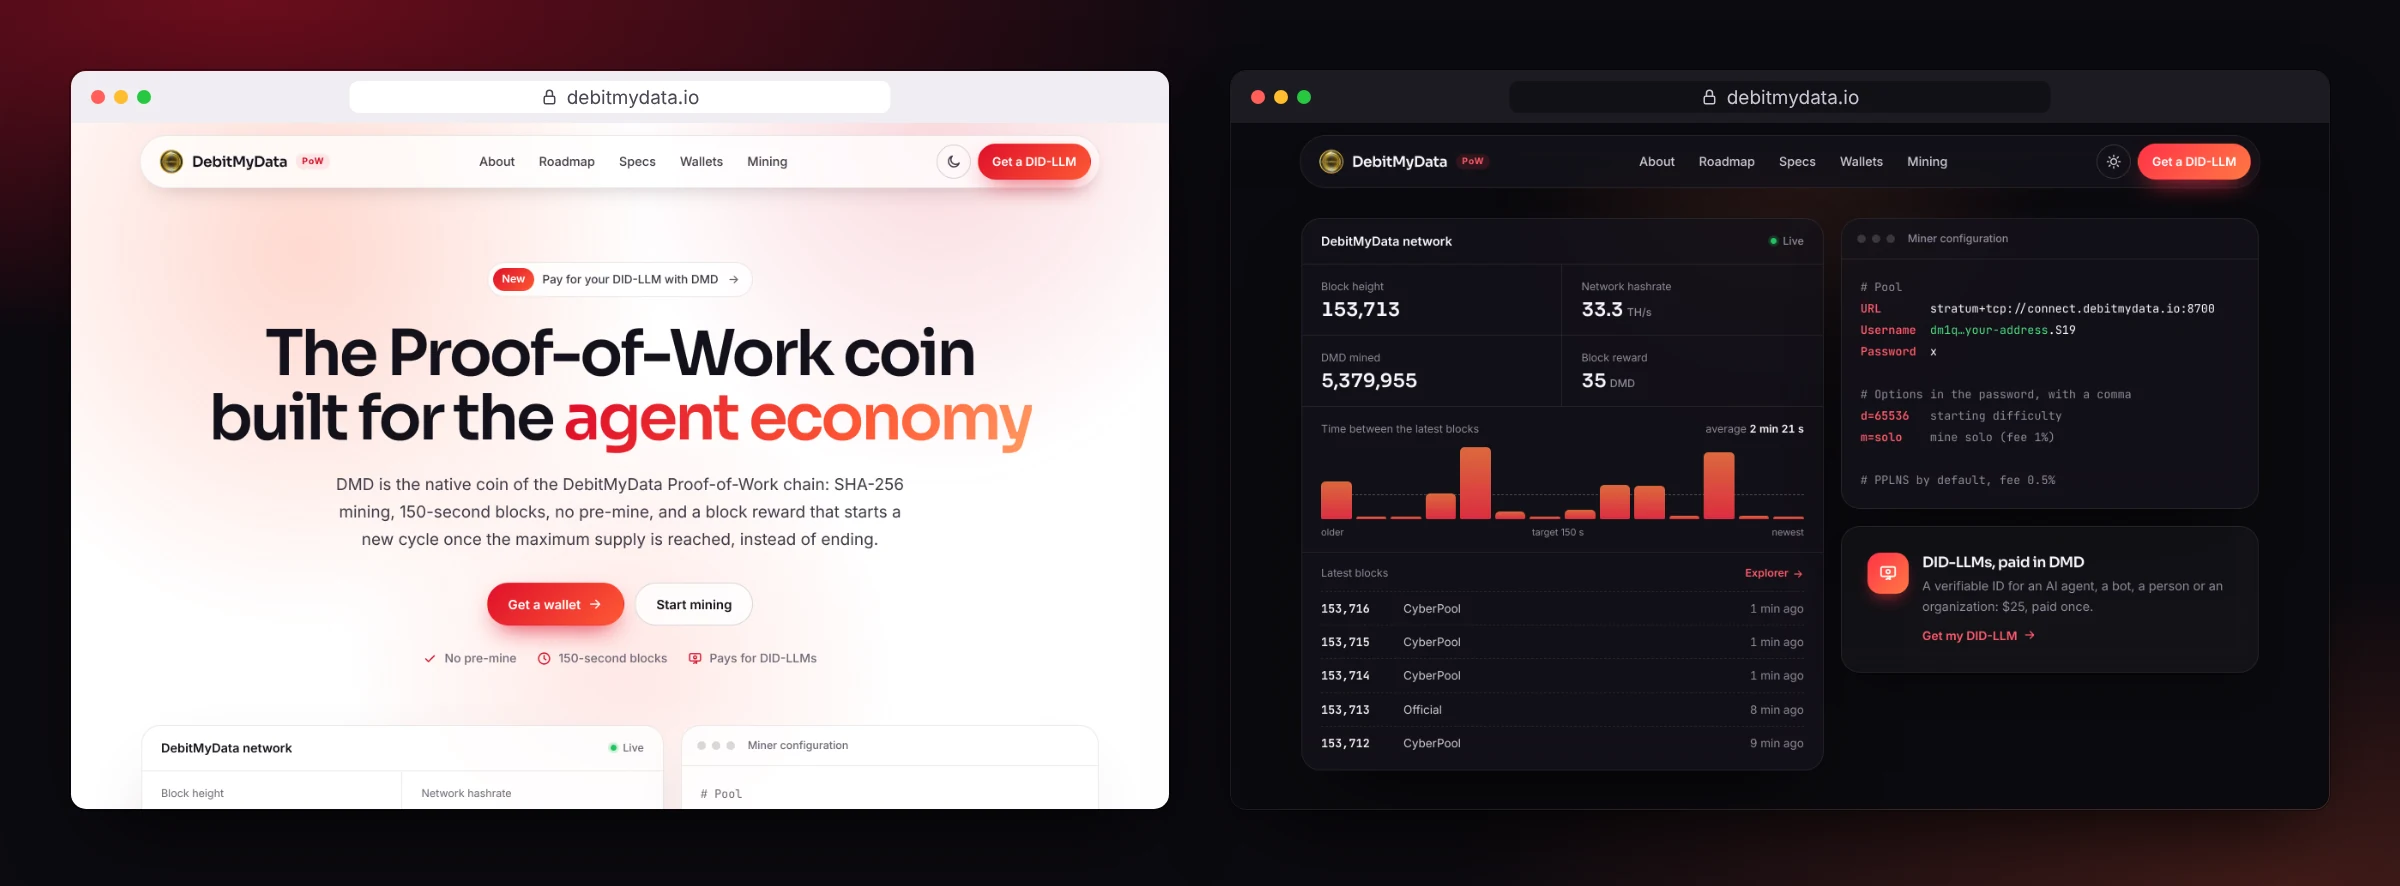 debitmydata.io
DebitMyData PoW
About Roadmap Specs Wallets Mining
Get a DID-LLM
New Pay for your DID-LLM with DMD →
The Proof-of-Work coin
built for the agent economy
DMD is the native coin of the DebitMyData Proof-of-Work chain: SHA-256
mining, 150-second blocks, no pre-mine, and a block reward that starts a
new cycle once the maximum supply is reached, instead of ending.
Get a wallet →
Start mining
No pre-mine
150-second blocks
Pays for DID-LLMs
DebitMyData network
Live
Block height
Network hashrate
Miner configuration
# Pool
debitmydata.io
DebitMyData PoW
About Roadmap Specs Wallets Mining
Get a DID-LLM
DebitMyData network
Live
Block height
153,713
Network hashrate
33.3 TH/s
DMD mined
5,379,955
Block reward
35 DMD
Time between the latest blocks
average 2 min 21 s
older
target 150 s
newest
Latest blocks
Explorer →
153,716 CyberPool 1 min ago
153,715 CyberPool 1 min ago
153,714 CyberPool 1 min ago
153,713 Official 8 min ago
153,712 CyberPool 9 min ago
Miner configuration
# Pool
URL stratum+tcp://connect.debitmydata.io:8700
Username dm1q…your-address.S19
Password x
# Options in the password, with a comma
d=65536 starting difficulty
m=solo mine solo (fee 1%)
# PPLNS by default, fee 0.5%
DID-LLMs, paid in DMD
A verifiable ID for an AI agent, a bot, a person or an
organization: $25, paid once.
Get my DID-LLM →